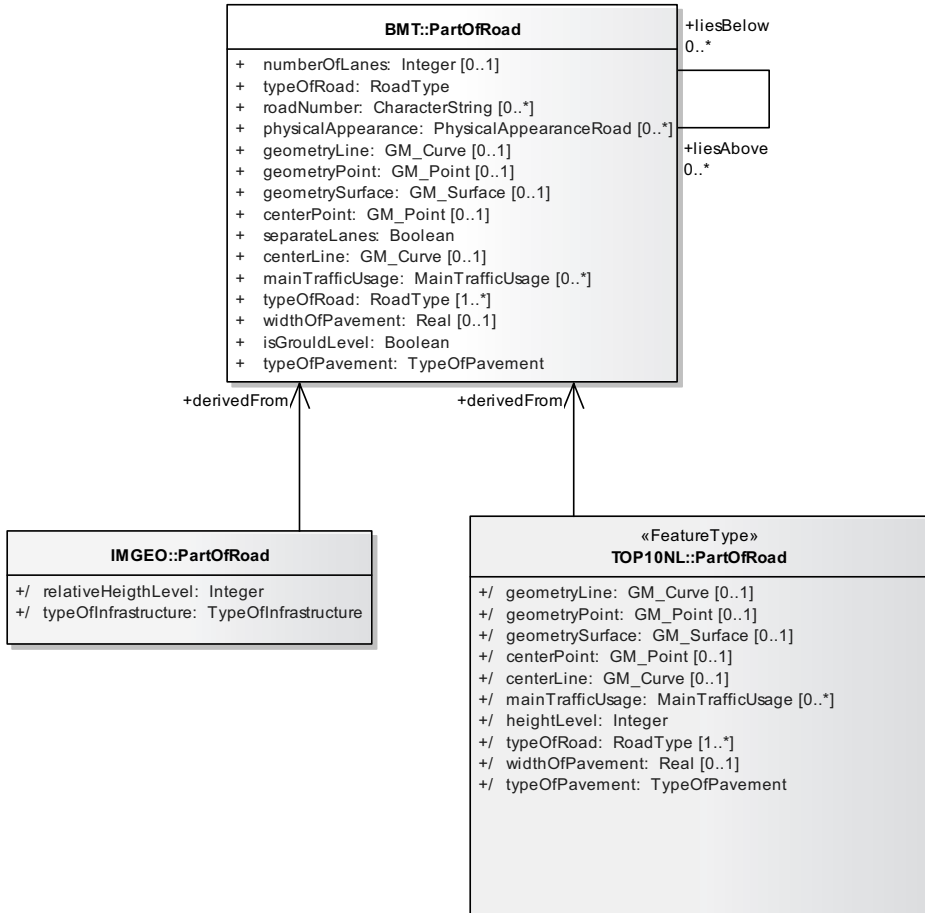 BMT::PartOfRoad
+ numberOfLanes: Integer [0..1]
+ typeOfRoad: RoadType
+ roadNumber: CharacterString [0..*]
+ physicalAppearance: PhysicalAppearanceRoad [0..*]
+ geometryLine: GM_Curve [0..1]
+ geometryPoint: GM_Point [0..1]
+ geometrySurface: GM_Surface [0..1]
+ centerPoint: GM_Point [0..1]
+ separateLanes: Boolean
+ centerLine: GM_Curve [0..1]
+ mainTrafficUsage: MainTrafficUsage [0..*]
+ typeOfRoad: RoadType [1..*]
+ widthOfPavement: Real [0..1]
+ isGrouldLevel: Boolean
+ typeOfPavement: TypeOfPavement
+liesBelow
0..*
+liesAbove
0..*
+derivedFrom
+derivedFrom
IMGEO::PartOfRoad
+/ relativeHeigthLevel: Integer
+/ typeOfInfrastructure: TypeOfInfrastructure
«FeatureType»
TOP10NL::PartOfRoad
+/ geometryLine: GM_Curve [0..1]
+/ geometryPoint: GM_Point [0..1]
+/ geometrySurface: GM_Surface [0..1]
+/ centerPoint: GM_Point [0..1]
+/ centerLine: GM_Curve [0..1]
+/ mainTrafficUsage: MainTrafficUsage [0..*]
+/ heightLevel: Integer
+/ typeOfRoad: RoadType [1..*]
+/ widthOfPavement: Real [0..1]
+/ typeOfPavement: TypeOfPavement